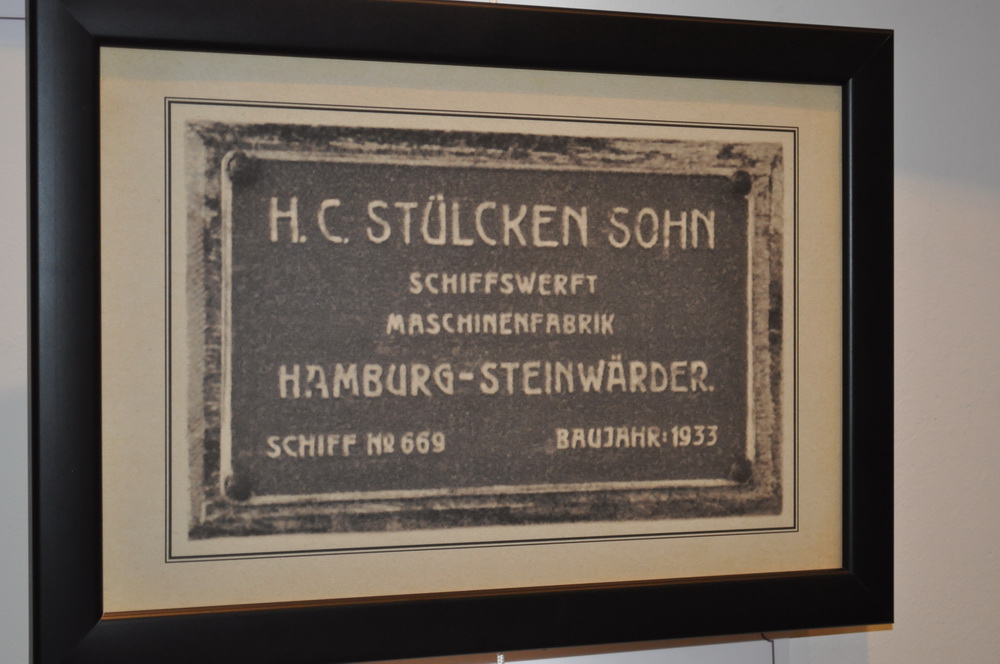 H. C. STÜLCKEN SOHN
SCHIFFSWERFT
MASCHINENFABRIK
HAMBURG-STEINWÄRDER.
SCHIFF № 669 BAUJAHR: 1933